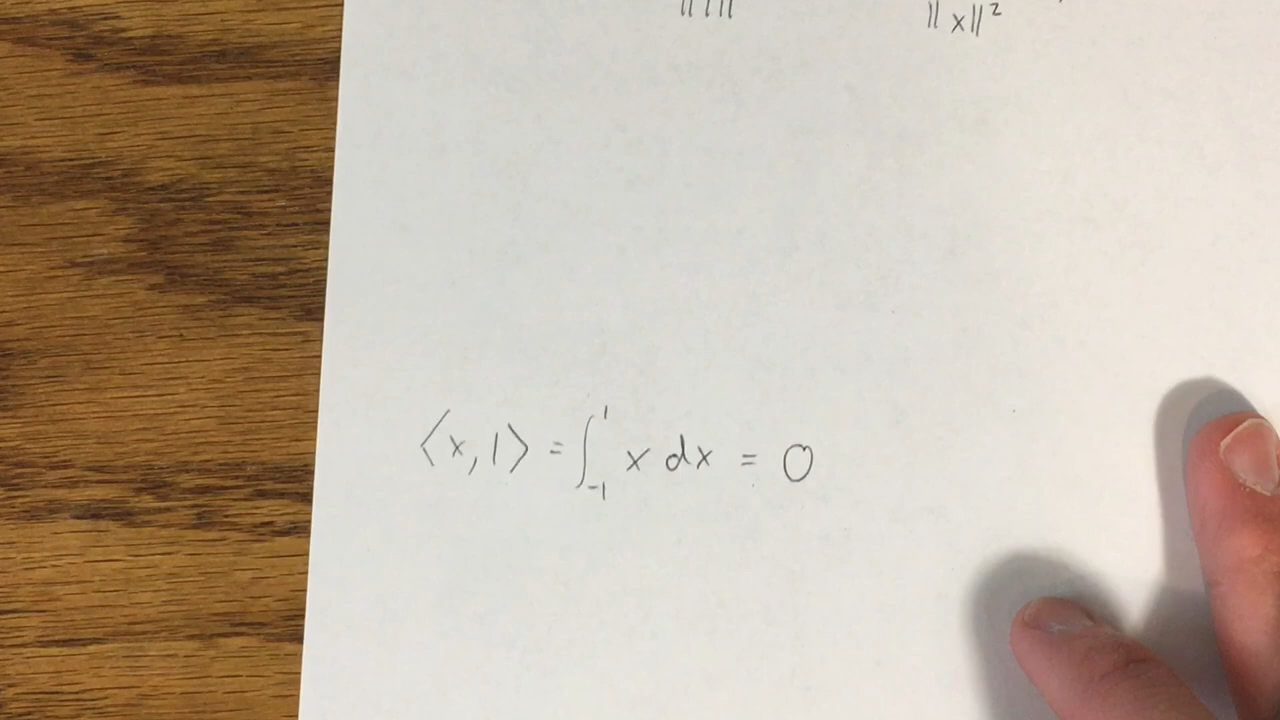 ‖x‖²
⟨x,1⟩ = ∫₋₁¹ x dx = 0